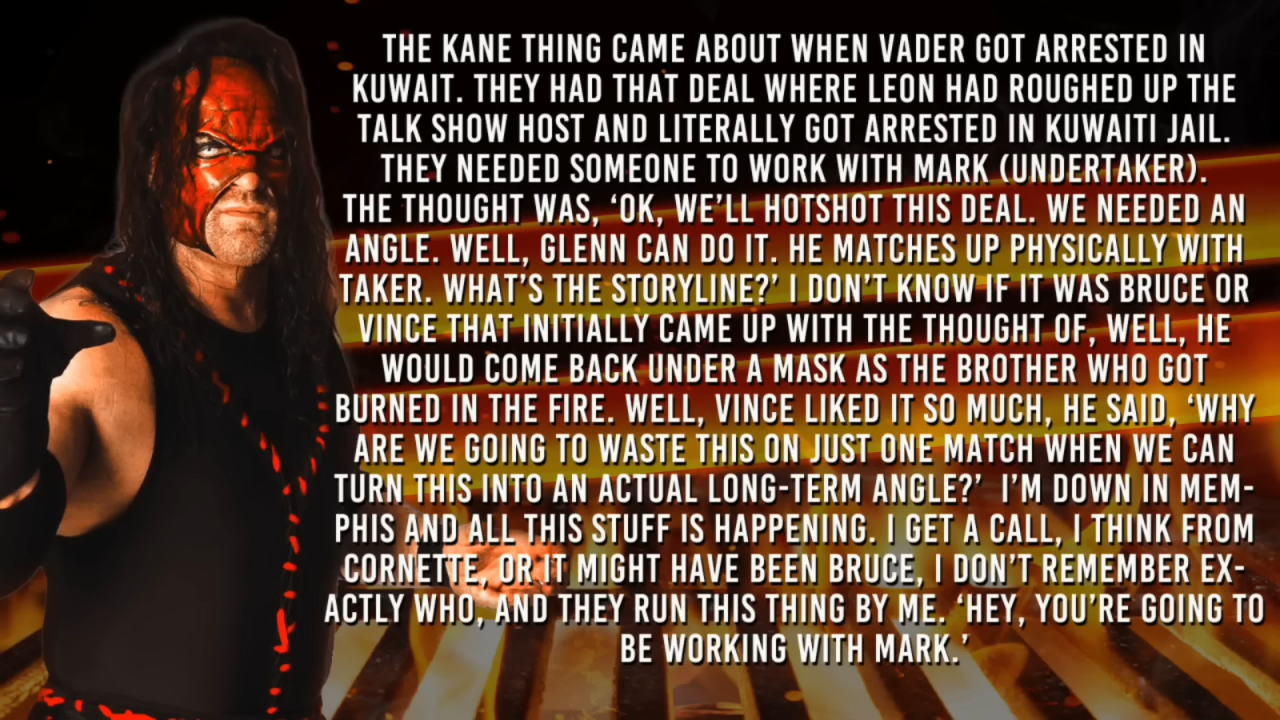 THE KANE THING CAME ABOUT WHEN VADER GOT ARRESTED IN
KUWAIT. THEY HAD THAT DEAL WHERE LEON HAD ROUGHED UP THE
TALK SHOW HOST AND LITERALLY GOT ARRESTED IN KUWAITI JAIL.
THEY NEEDED SOMEONE TO WORK WITH MARK (UNDERTAKER).
THE THOUGHT WAS, ‘OK, WE’LL HOTSHOT THIS DEAL. WE NEEDED AN
ANGLE. WELL, GLENN CAN DO IT. HE MATCHES UP PHYSICALLY WITH
TAKER. WHAT’S THE STORYLINE?’ I DON’T KNOW IF IT WAS BRUCE OR
VINCE THAT INITIALLY CAME UP WITH THE THOUGHT OF, WELL, HE
WOULD COME BACK UNDER A MASK AS THE BROTHER WHO GOT
BURNED IN THE FIRE. WELL, VINCE LIKED IT SO MUCH, HE SAID, ‘WHY
ARE WE GOING TO WASTE THIS ON JUST ONE MATCH WHEN WE CAN
TURN THIS INTO AN ACTUAL LONG-TERM ANGLE?’ I’M DOWN IN MEM-
PHIS AND ALL THIS STUFF IS HAPPENING. I GET A CALL, I THINK FROM
CORNETTE, OR IT MIGHT HAVE BEEN BRUCE, I DON’T REMEMBER EX-
ACTLY WHO, AND THEY RUN THIS THING BY ME. ‘HEY, YOU’RE GOING TO
BE WORKING WITH MARK.’